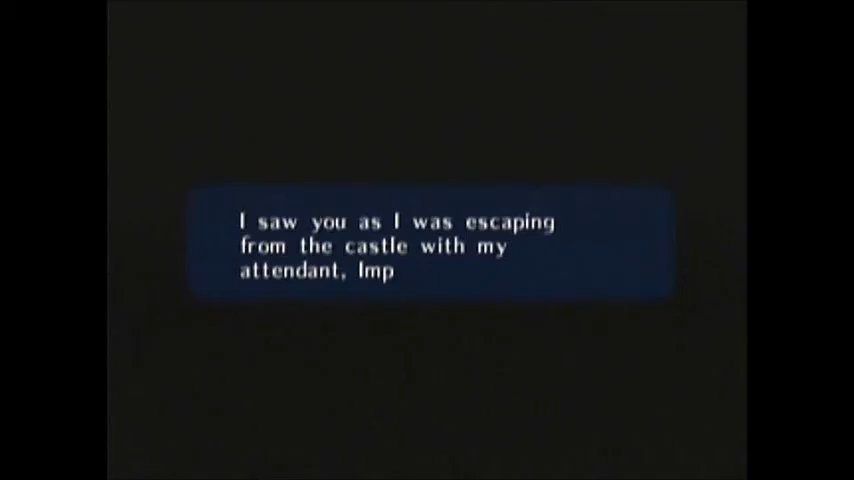 I saw you as I was escaping
from the castle with my
attendant, Imp